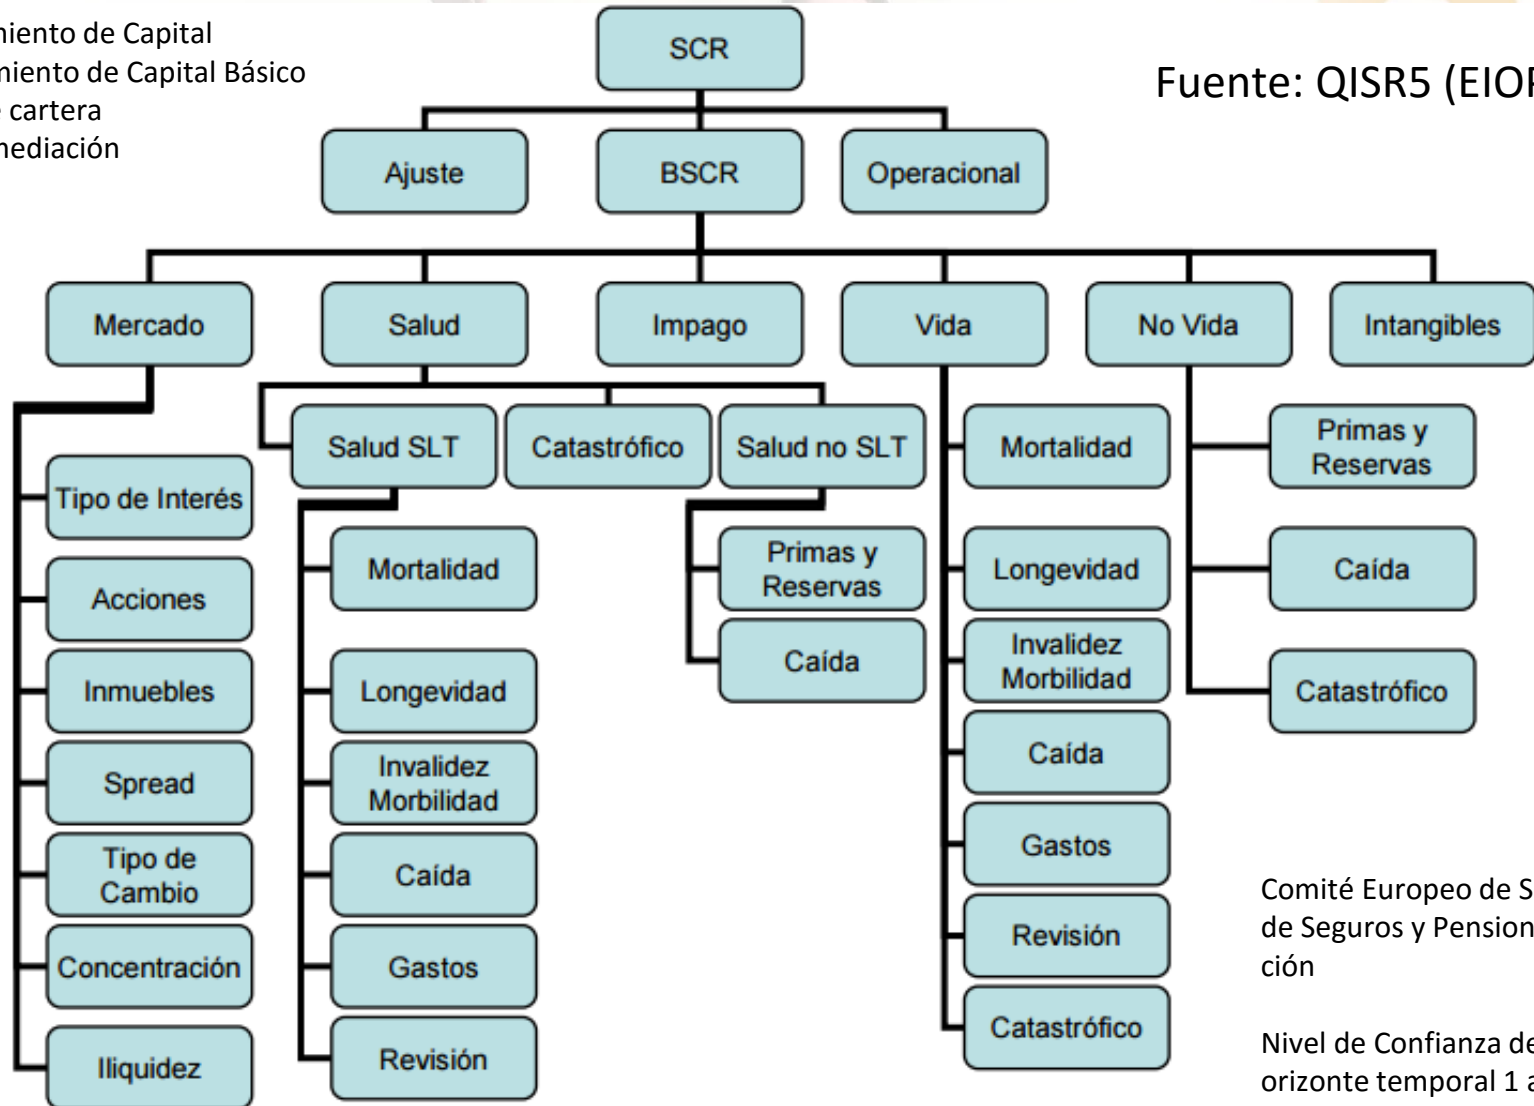 miento de Capital
miento de Capital Básico
cartera
mediación
Fuente: QISR5 (EIOP
SCR
Ajuste
BSCR
Operacional
Mercado
Salud
Impago
Vida
No Vida
Intangibles
Salud SLT
Catastrófico
Salud no SLT
Mortalidad
Primas y
Reservas
Tipo de Interés
Acciones
Inmuebles
Spread
Tipo de
Cambio
Concentración
Iliquidez
Mortalidad
Longevidad
Invalidez
Morbilidad
Caída
Gastos
Revisión
Primas y
Reservas
Caída
Longevidad
Invalidez
Morbilidad
Caída
Gastos
Revisión
Catastrófico
Caída
Catastrófico
Comité Europeo de S
de Seguros y Pension
ción
Nivel de Confianza de
orizonte temporal 1 a